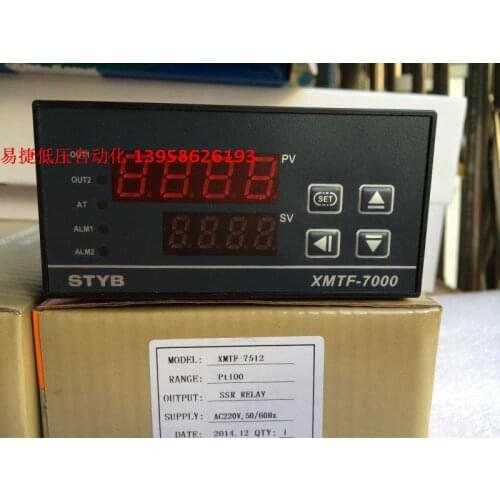 易捷低压自动化 13958626193
OUT1
PV
OUT2
AT
SET
SV
ALM1
ALM2
STYB
XMTF-7000
MODEL: XMTF-7512
RANGE: Pt100
OUTPUT: SSR RELAY
SUPPLY: AC220V,50/60Hz
DATE: 2014.12 QTY: 1